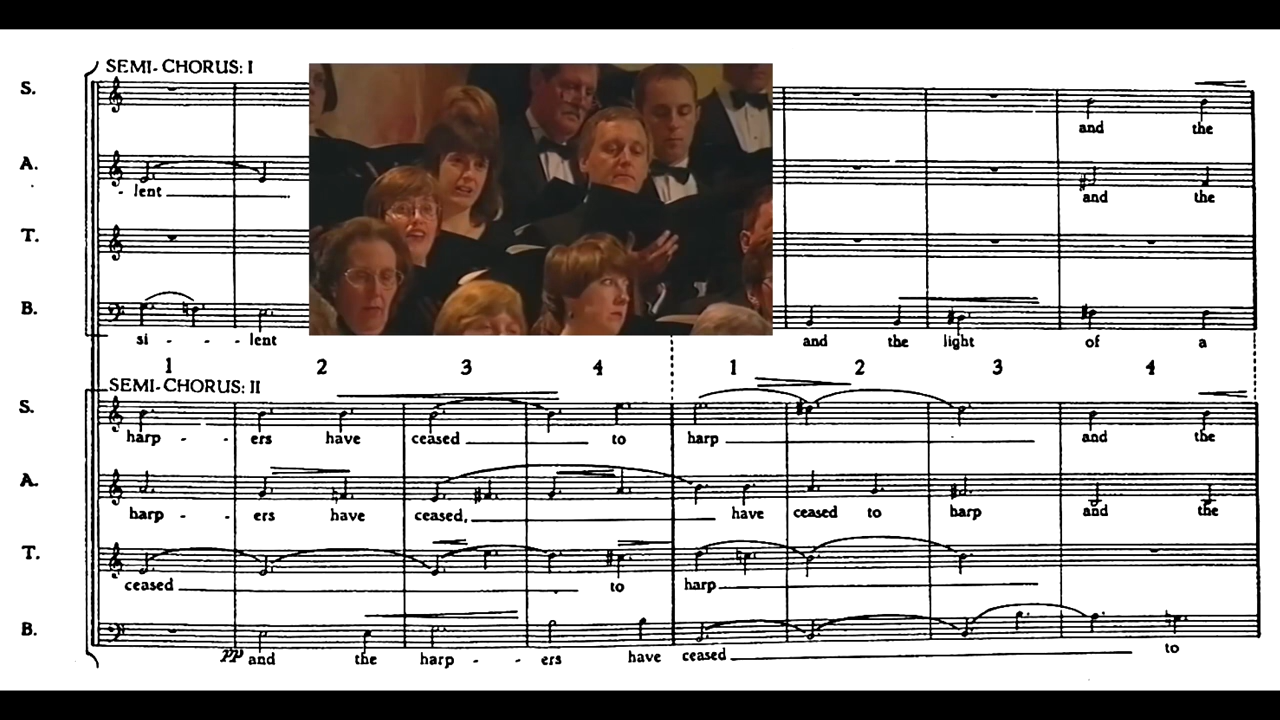 SEMI-CHORUS: I
S.
and the
A.
- lent
and the
T.
B.
si - - - lent and the light of a
1 2 3 4 1 2 3 4
SEMI-CHORUS: II
S.
harp - - ers have ceased to harp and the
A.
harp - - ers have ceased, have ceased to harp and the
T.
ceased to harp
B.
pp and the harp - - ers have ceased to